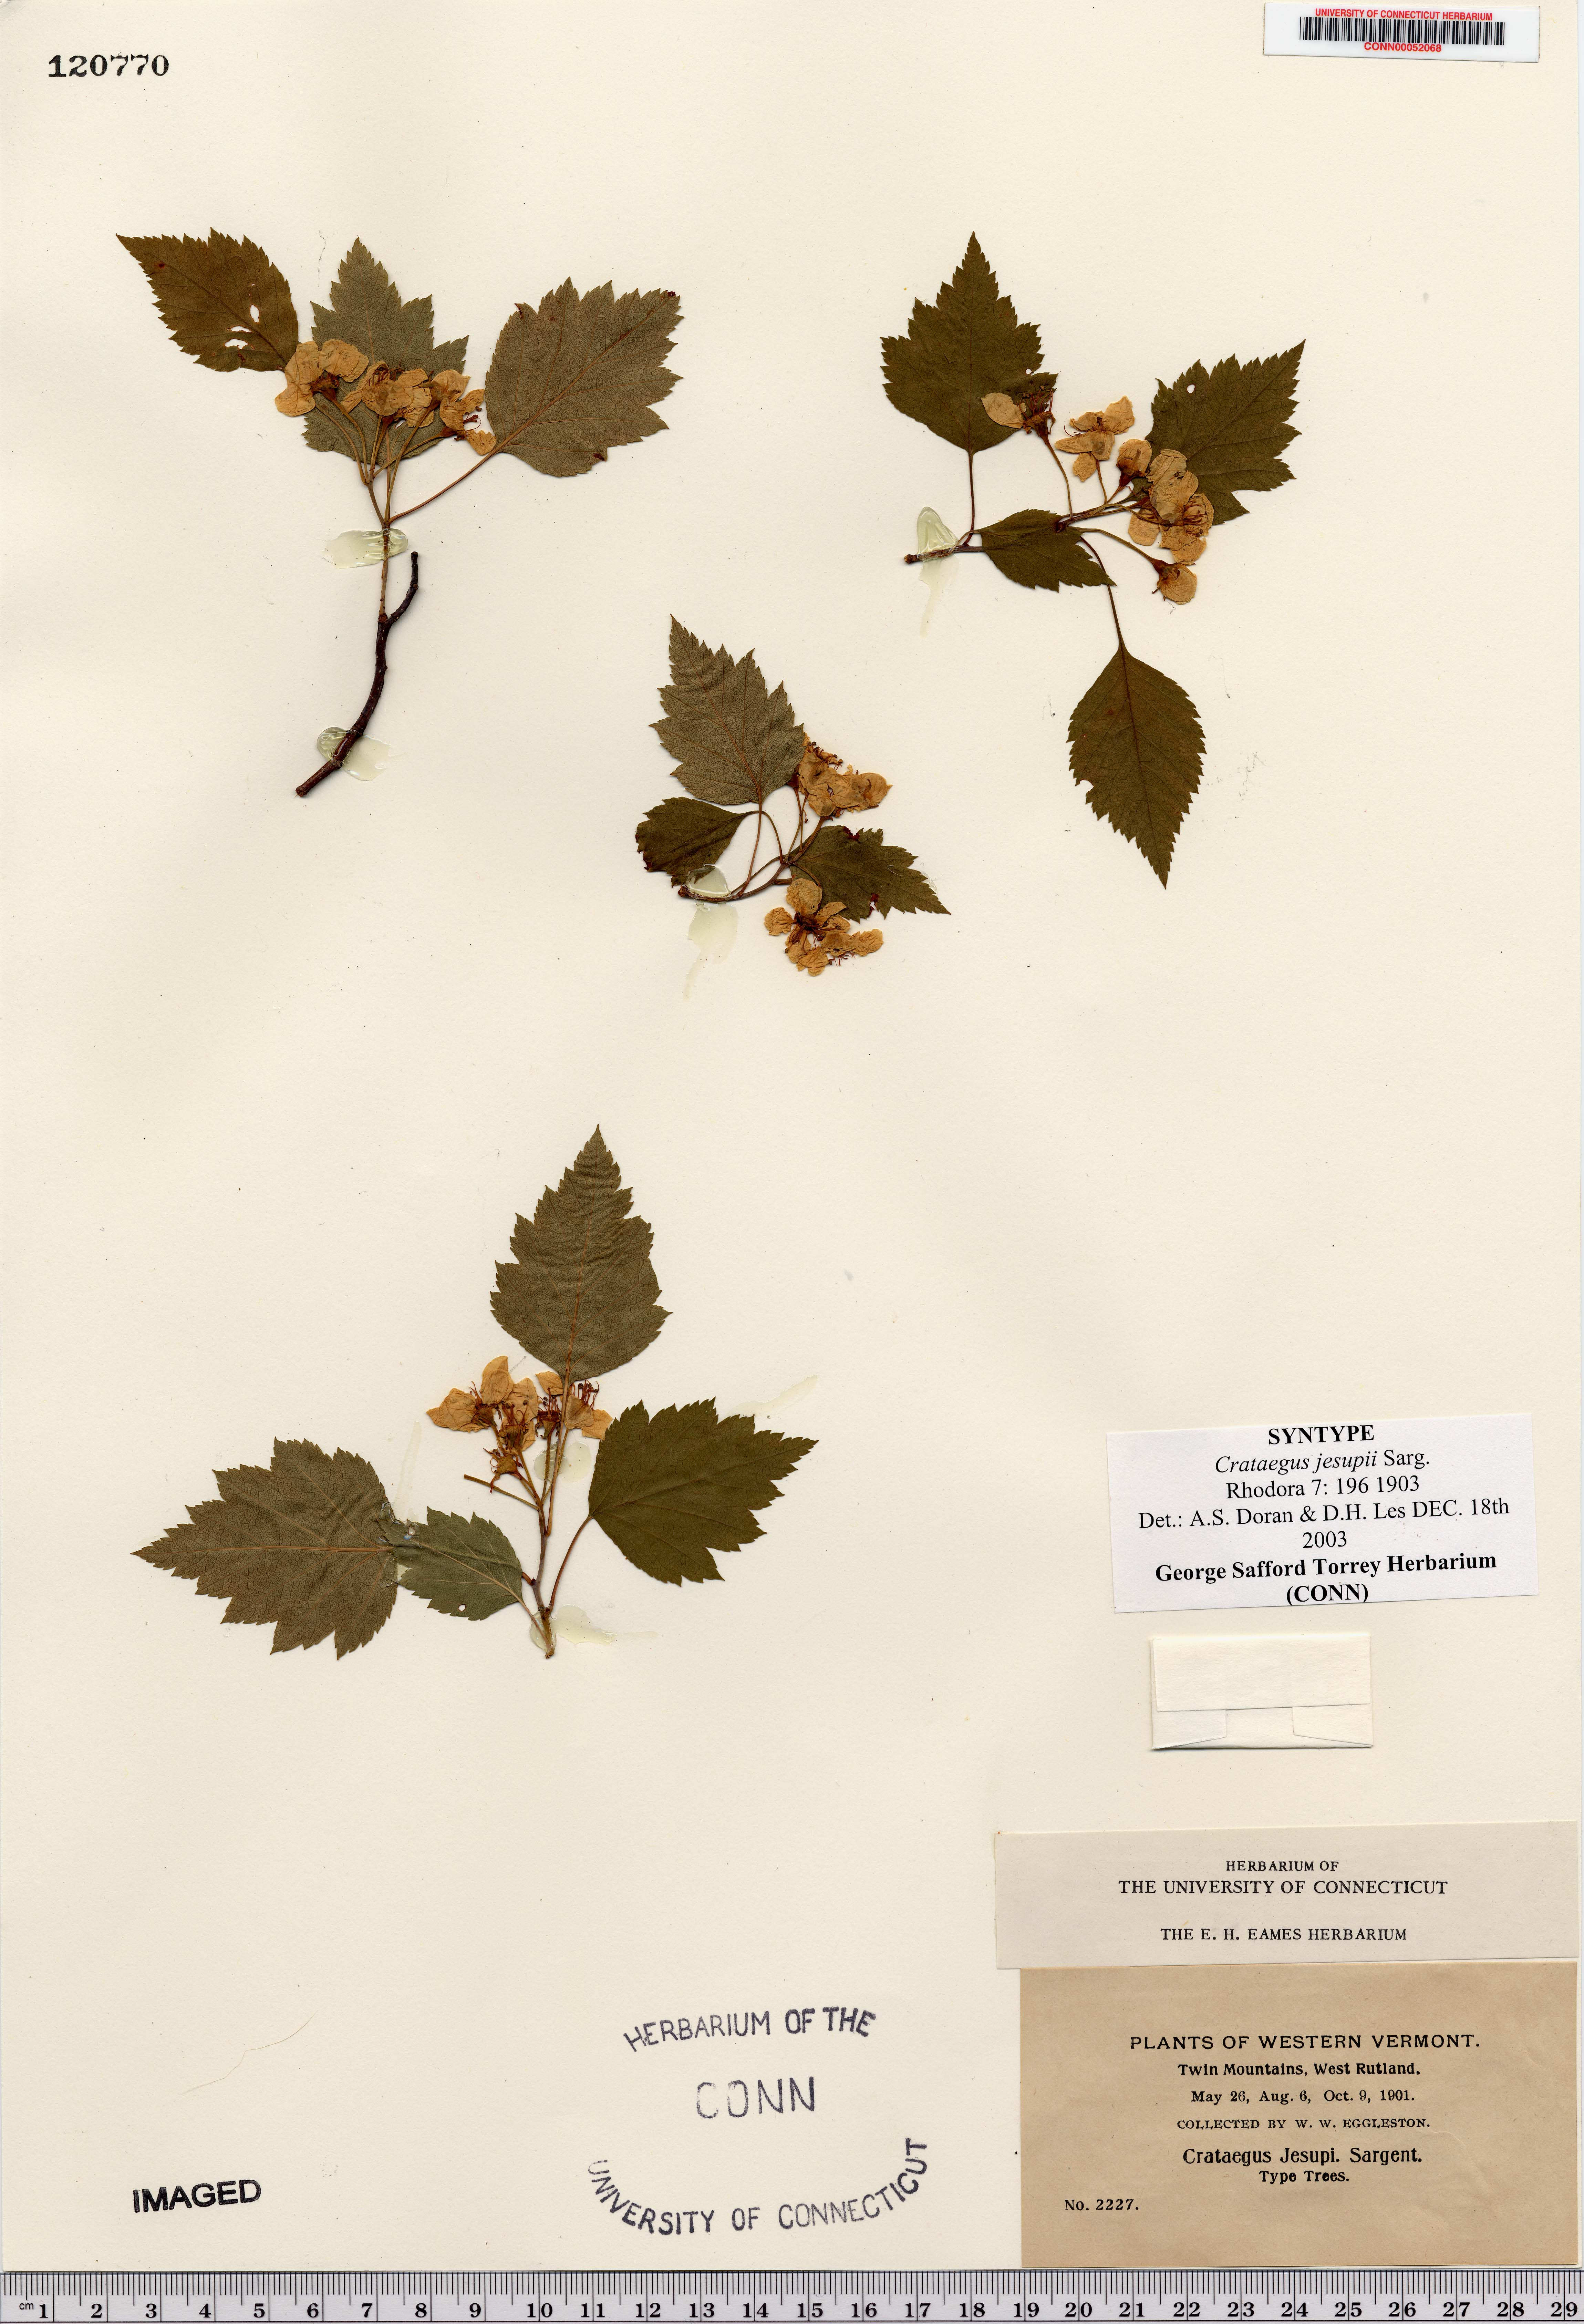 UNIVERSITY OF CONNECTICUT HERBARIUM
CONN00052068
120770
SYNTYPE
Crataegus jesupii Sarg.
Rhodora 7: 196 1903
Det.: A.S. Doran & D.H. Les DEC. 18th
2003
George Safford Torrey Herbarium
(CONN)
HERBARIUM OF
THE UNIVERSITY OF CONNECTICUT
THE E. H. EAMES HERBARIUM
PLANTS OF WESTERN VERMONT.
Twin Mountains, West Rutland.
May 26, Aug. 6, Oct. 9, 1901.
COLLECTED BY W. W. EGGLESTON.
Crataegus Jesupi. Sargent.
Type Trees.
No. 2227.
HERBARIUM OF THE
CONN
UNIVERSITY OF CONNECTICUT
IMAGED
cm 1 2 3 4 5 6 7 8 9 10 11 12 13 14 15 16 17 18 19 20 21 22 23 24 25 26 27 28 29